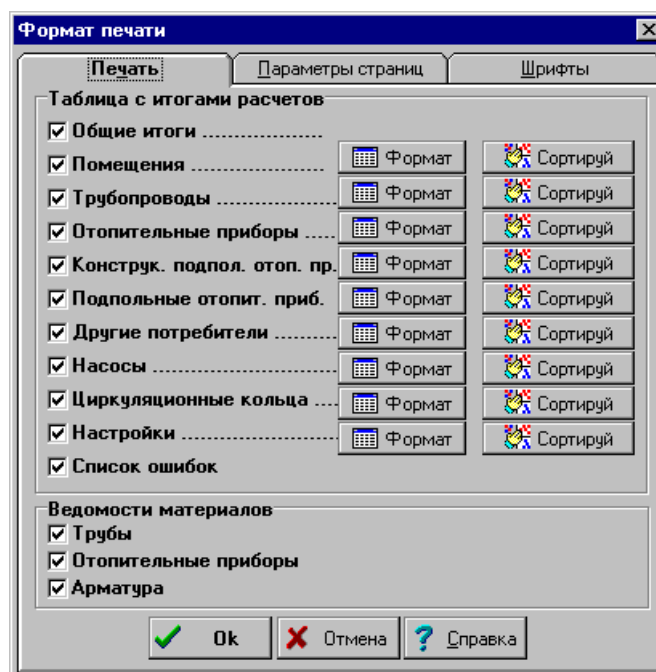 Формат печати
Печать Параметры страниц Шрифты
Таблица с итогами расчетов
Общие итоги ......................
Помещения ........................ Формат Сортируй
Трубопроводы ........................ Формат Сортируй
Отопительные приборы ...... Формат Сортируй
Конструк. подпол. отоп. пр. Формат Сортируй
Подпольные отопит. приб. Формат Сортируй
Другие потребители ............ Формат Сортируй
Насосы .................................... Формат Сортируй
Циркуляционные кольца .... Формат Сортируй
Настройки ............................ Формат Сортируй
Список ошибок
Ведомости материалов
Трубы
Отопительные приборы
Арматура
Ok Отмена ? Справка